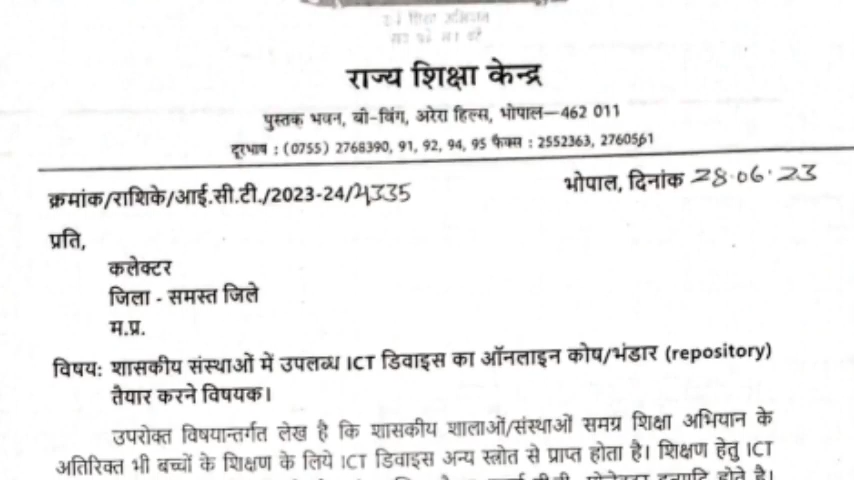 राज्य शिक्षा केन्द्र
पुस्तक भवन, बी-विंग, अरेरा हिल्स, भोपाल—462 011
दूरभाष : (0755) 2768390, 91, 92, 94, 95 फैक्स : 2552363, 2760561
क्रमांक/राशिके/आई.सी.टी./2023-24/4335
भोपाल, दिनांक 28.06.23
प्रति,
कलेक्टर
जिला - समस्त जिले
म.प्र.
विषय: शासकीय संस्थाओं में उपलब्ध ICT डिवाइस का ऑनलाइन कोष/भंडार (repository)
तैयार करने विषयक।
उपरोक्त विषयान्तर्गत लेख है कि शासकीय शालाओं/संस्थाओं समग्र शिक्षा अभियान के
अतिरिक्त भी बच्चों के शिक्षण के लिये ICT डिवाइस अन्य स्त्रोत से प्राप्त होता है। शिक्षण हेतु ICT